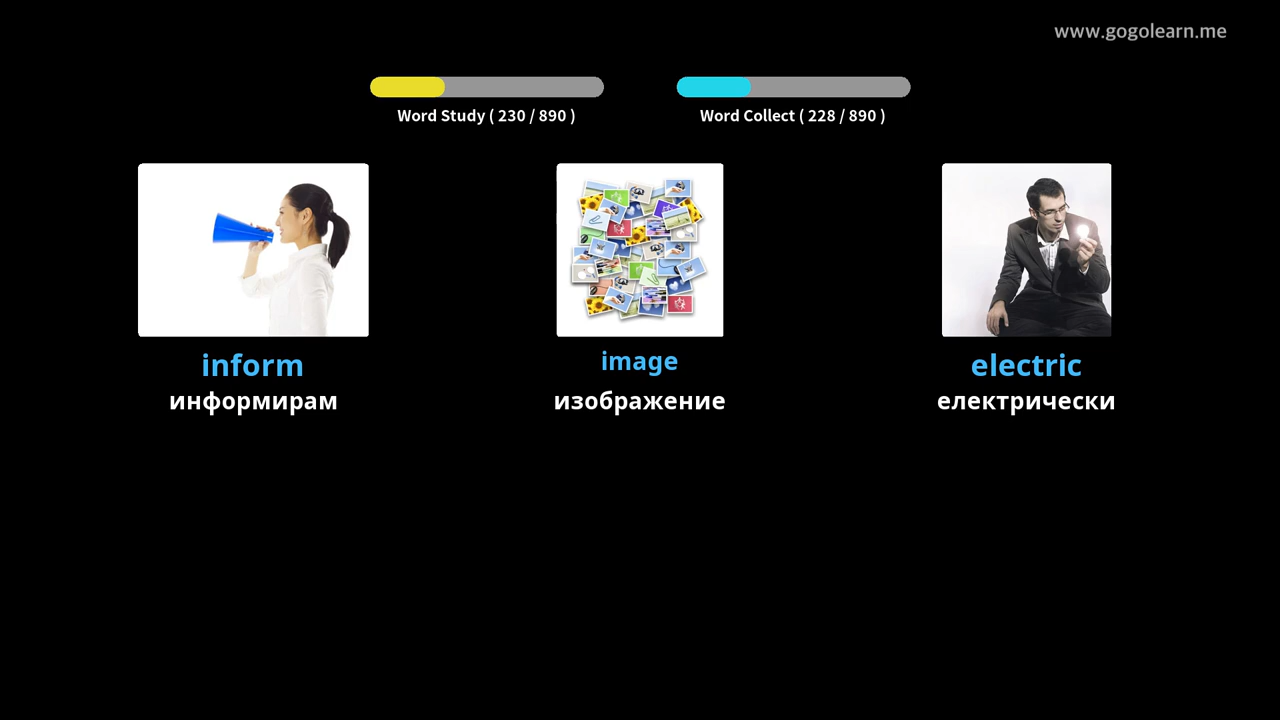 www.gogolearn.me
Word Study ( 230 / 890 )
Word Collect ( 228 / 890 )
inform
информирам
image
изображение
electric
електрически